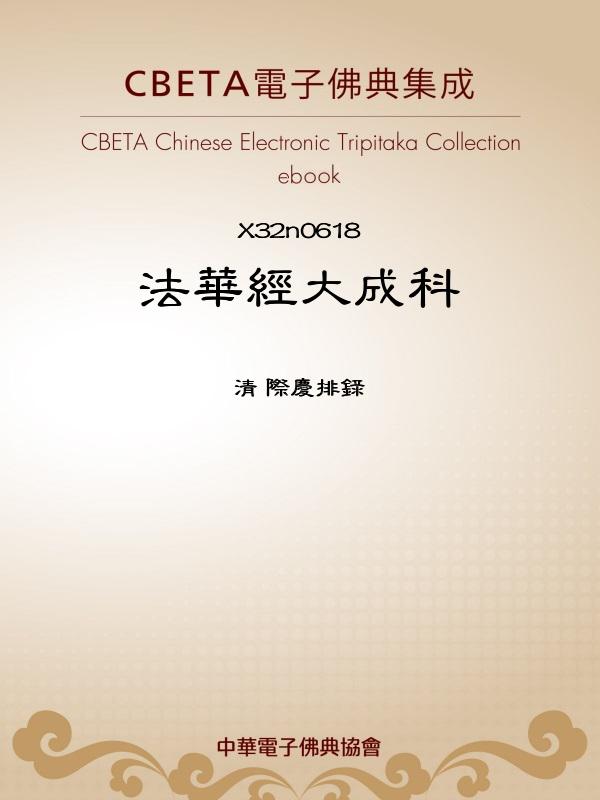 CBETA電子佛典集成
CBETA Chinese Electronic Tripitaka Collection
ebook
X32n0618
法華經大成科
清 際慶排録
中華電子佛典協會